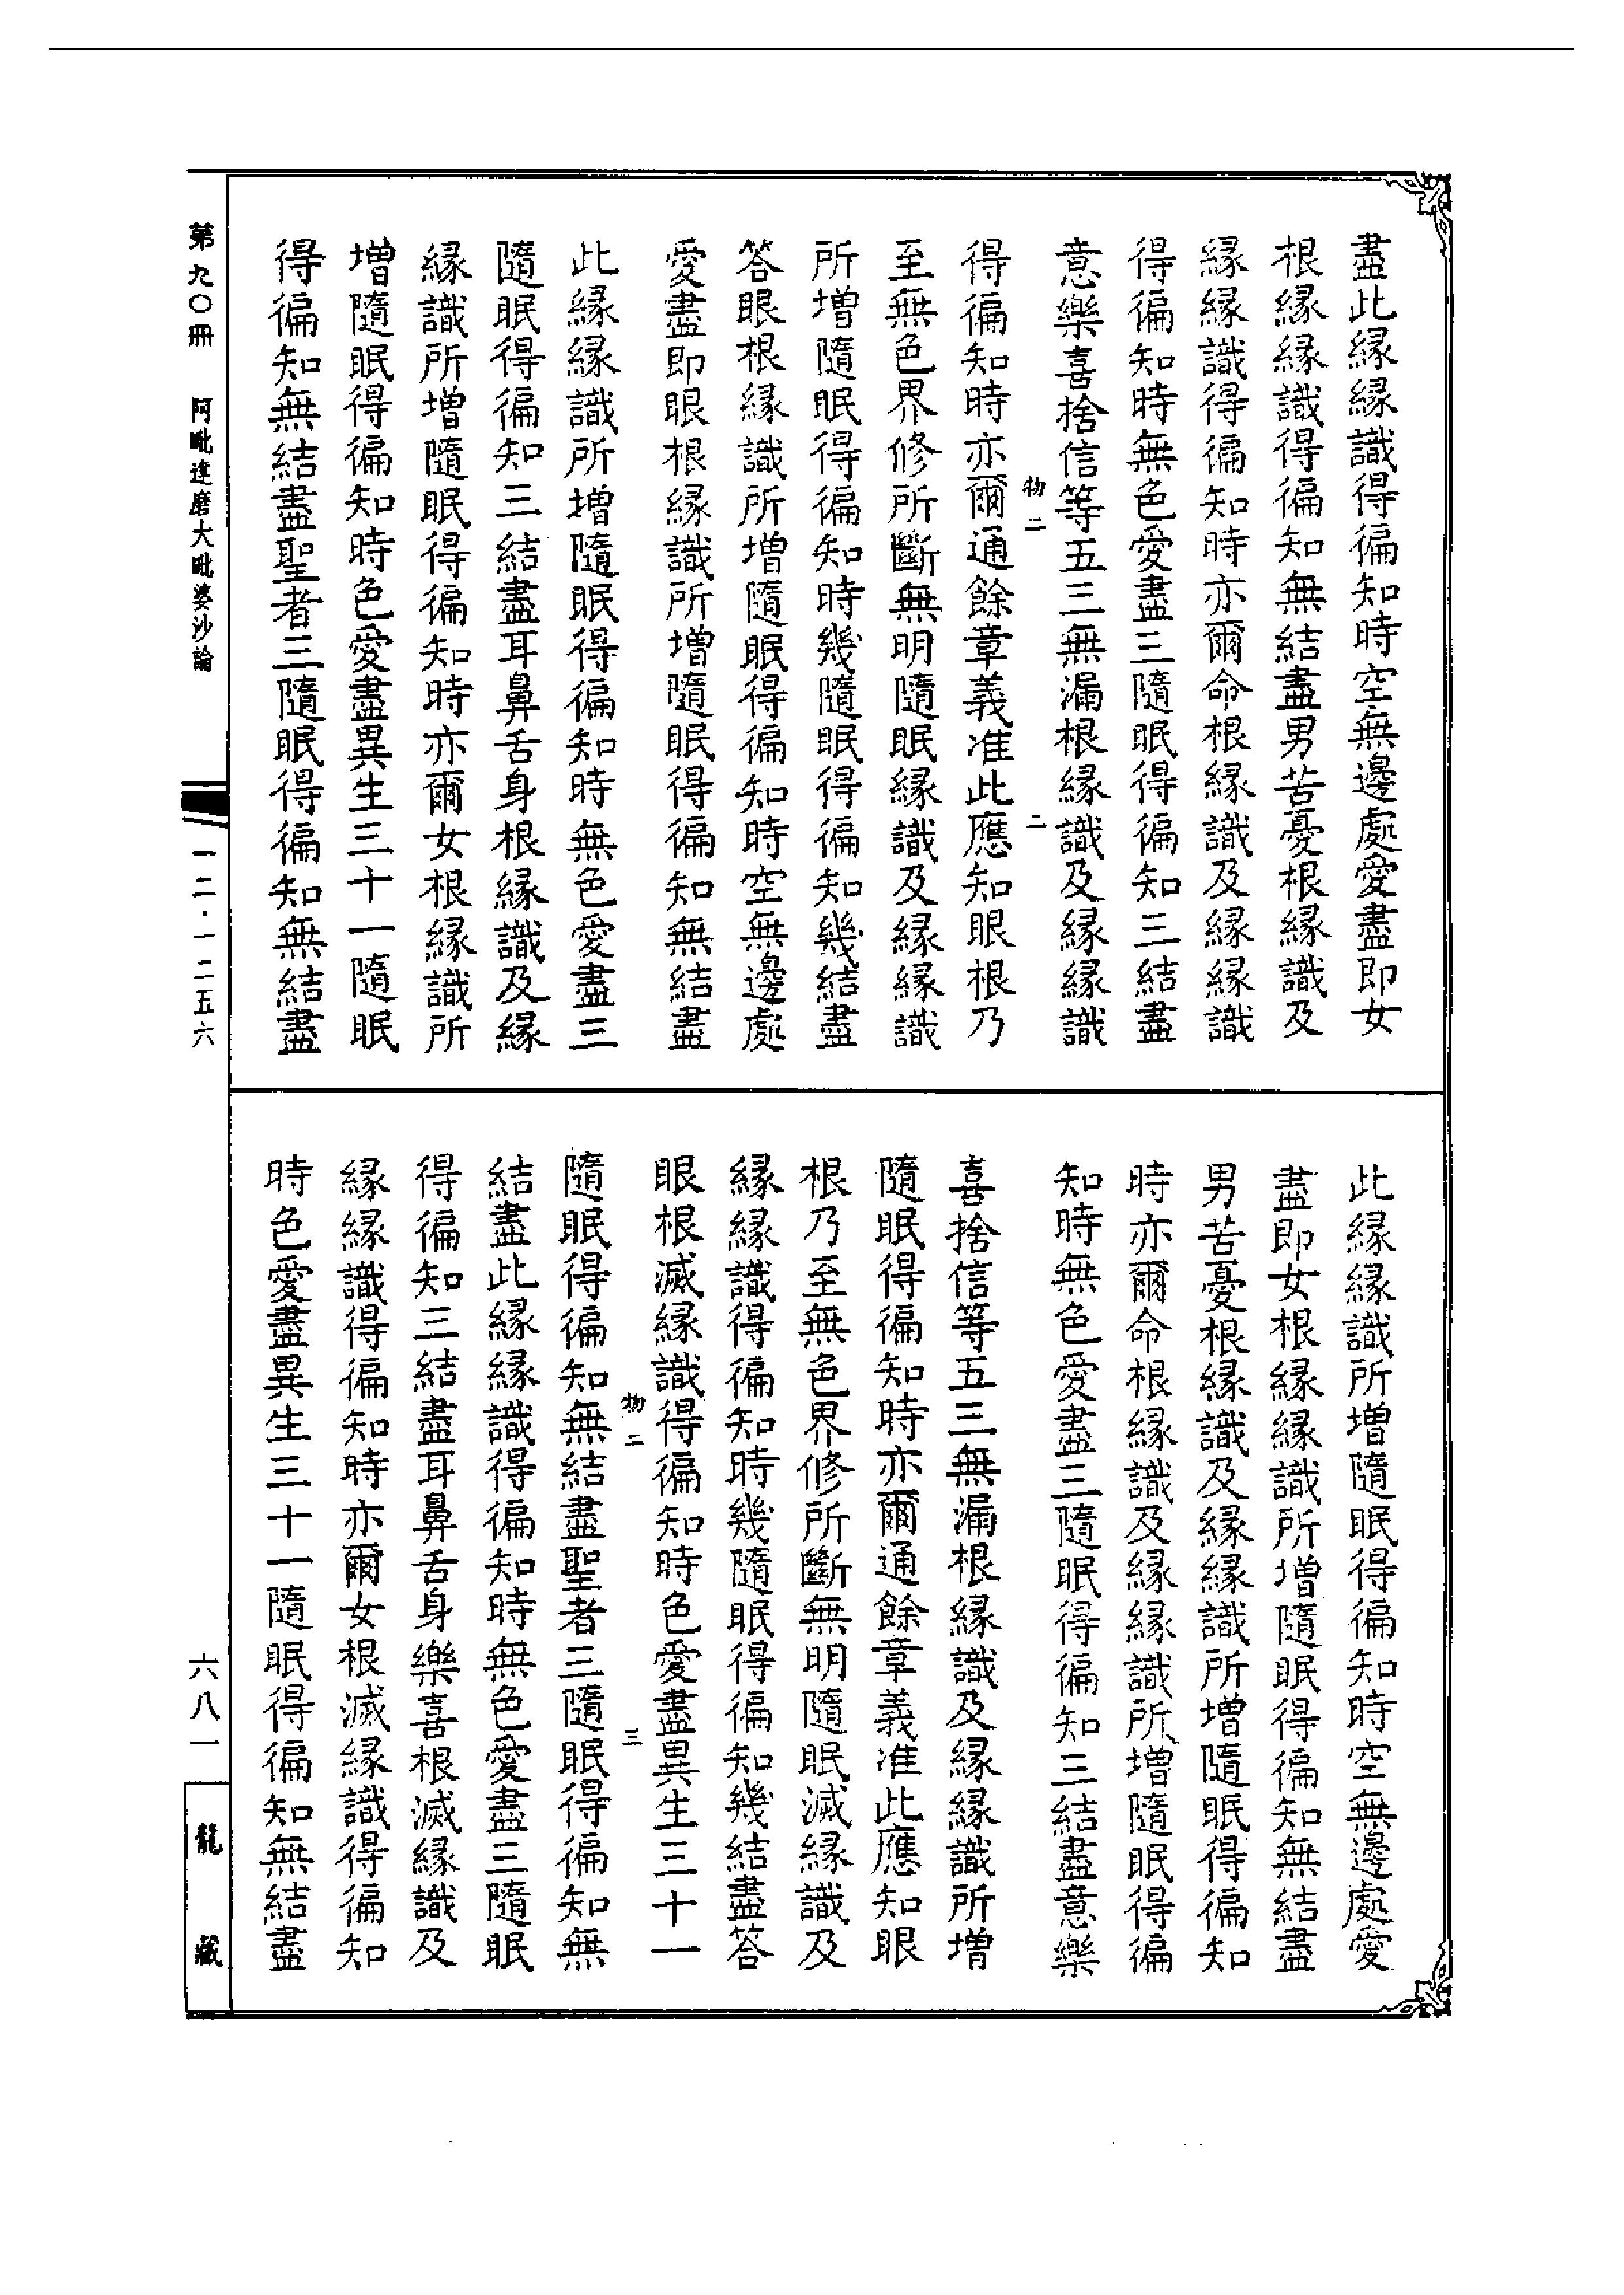 盡此緣緣識得徧知時空無邊處愛盡即女
根緣緣識得徧知無結盡男苦憂根緣識及
緣緣識得徧知時亦爾命根緣識及緣緣識
得徧知時無色愛盡三隨眠得徧知三結盡
意樂喜捨信等五三無漏根緣識及緣緣識
物二 二
得徧知時亦爾通餘章義准此應知眼根乃
至無色界修所斷無明隨眠緣識及緣緣識
所增隨眠得徧知時幾隨眠得徧知幾結盡
答眼根緣識所增隨眠得徧知時空無邊處
愛盡即眼根緣識所增隨眠得徧知無結盡
此緣緣識所增隨眠得徧知時無色愛盡三
隨眠得徧知三結盡耳鼻舌身根緣識及緣
緣識所增隨眠得徧知時亦爾女根緣識所
增隨眠得徧知時色愛盡異生三十一隨眠
得徧知無結盡聖者三隨眠得徧知無結盡
此緣緣識所增隨眠得徧知時空無邊處愛
盡即女根緣緣識所增隨眠得徧知無結盡
男苦憂根緣識及緣緣識所增隨眠得徧知
時亦爾命根緣識及緣緣識所增隨眠得徧
知時無色愛盡三隨眠得徧知三結盡意樂
喜捨信等五三無漏根緣識及緣緣識所增
隨眠得徧知時亦爾通餘章義准此應知眼
根乃至無色界修所斷無明隨眠滅緣識及
緣緣識得徧知時幾隨眠得徧知幾結盡答
眼根滅緣識得徧知時色愛盡異生三十一
物二 三
隨眠得徧知無結盡聖者三隨眠得徧知無
結盡此緣緣識得徧知時無色愛盡三隨眠
得徧知三結盡耳鼻舌身樂喜根滅緣識及
緣緣識得徧知時亦爾女根滅緣識得徧知
時色愛盡異生三十一隨眠得徧知無結盡
第九〇冊 阿毗達磨大毗婆沙論 一二·一二五六 六八一 龍藏